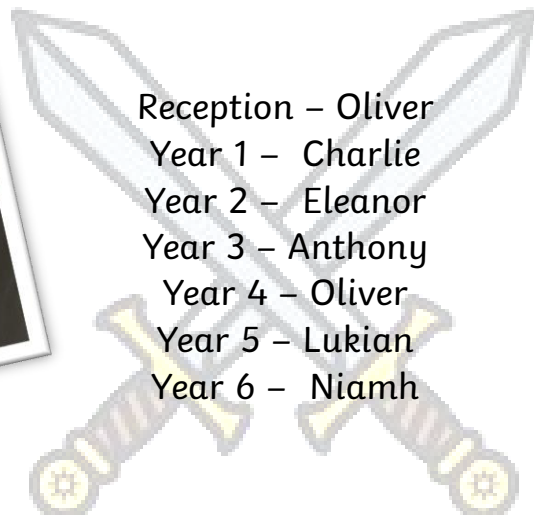 Reception – Oliver
Year 1 – Charlie
Year 2 – Eleanor
Year 3 – Anthony
Year 4 – Oliver
Year 5 – Lukian
Year 6 – Niamh